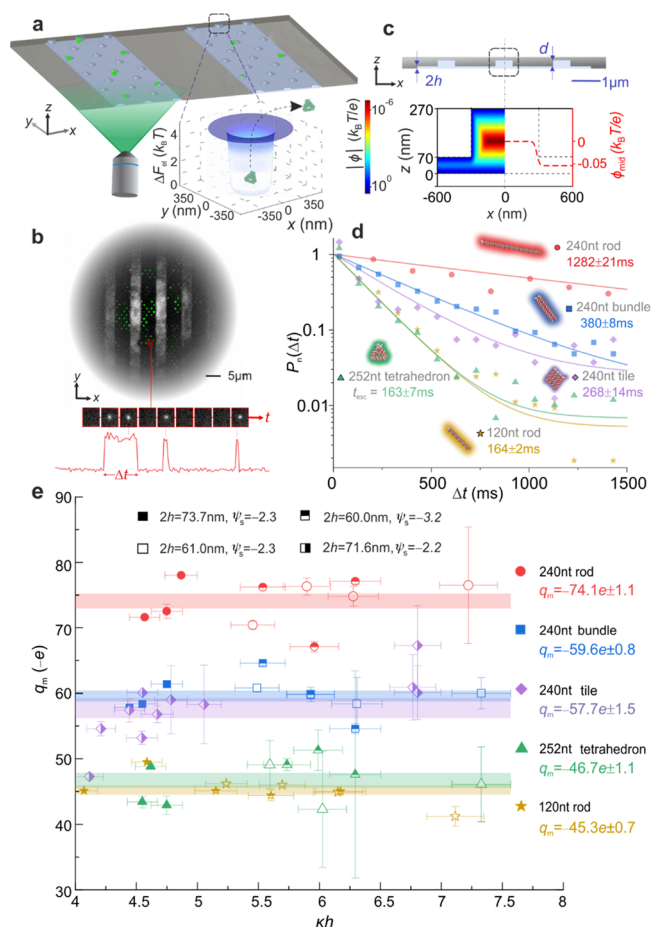 a
z
y
x
ΔF_el (k_BT)
4
3
2
1
0
y (nm)
350
0
-350
-350
0
350
x (nm)
c
z
x
2h
d
1μm
|ϕ| (k_BT/e)
10^-6
10^0
z (nm)
270
70
0
-600
0
600
x (nm)
0
-0.05
ϕ_mid (k_BT/e)
b
5μm
y
x
t
Δt
d
P_n(Δt)
1
0.1
0.01
240nt rod
1282±21ms
240nt bundle
380±8ms
252nt tetrahedron
t_esc = 163±7ms
240nt tile
268±14ms
120nt rod
164±2ms
0
500
1000
1500
Δt (ms)
e
q_m (−e)
90
80
75
70
60
50
40
30
2h=73.7nm, ψ_s=−2.3
2h=60.0nm, ψ_s=−3.2
2h=61.0nm, ψ_s=−2.3
2h=71.6nm, ψ_s=−2.2
240nt rod
q_m=−74.1e±1.1
240nt bundle
q_m=−59.6e±0.8
240nt tile
q_m=−57.7e±1.5
252nt tetrahedron
q_m=−46.7e±1.1
120nt rod
q_m=−45.3e±0.7
4
4.5
5
5.5
6
6.5
7
7.5
8
κh